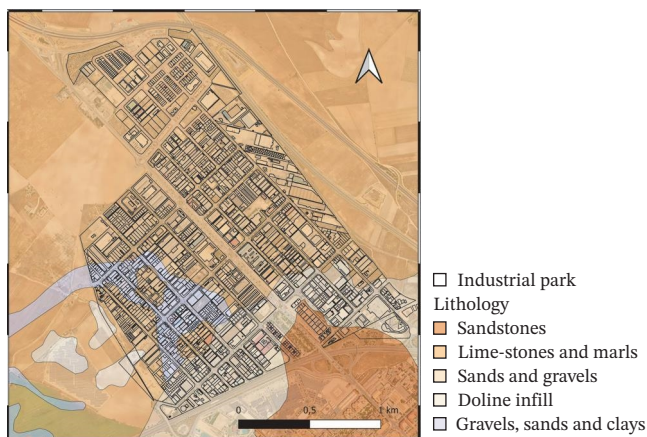 Industrial park
Lithology
Sandstones
Lime-stones and marls
Sands and gravels
Doline infill
Gravels, sands and clays
0 0,5 1 km